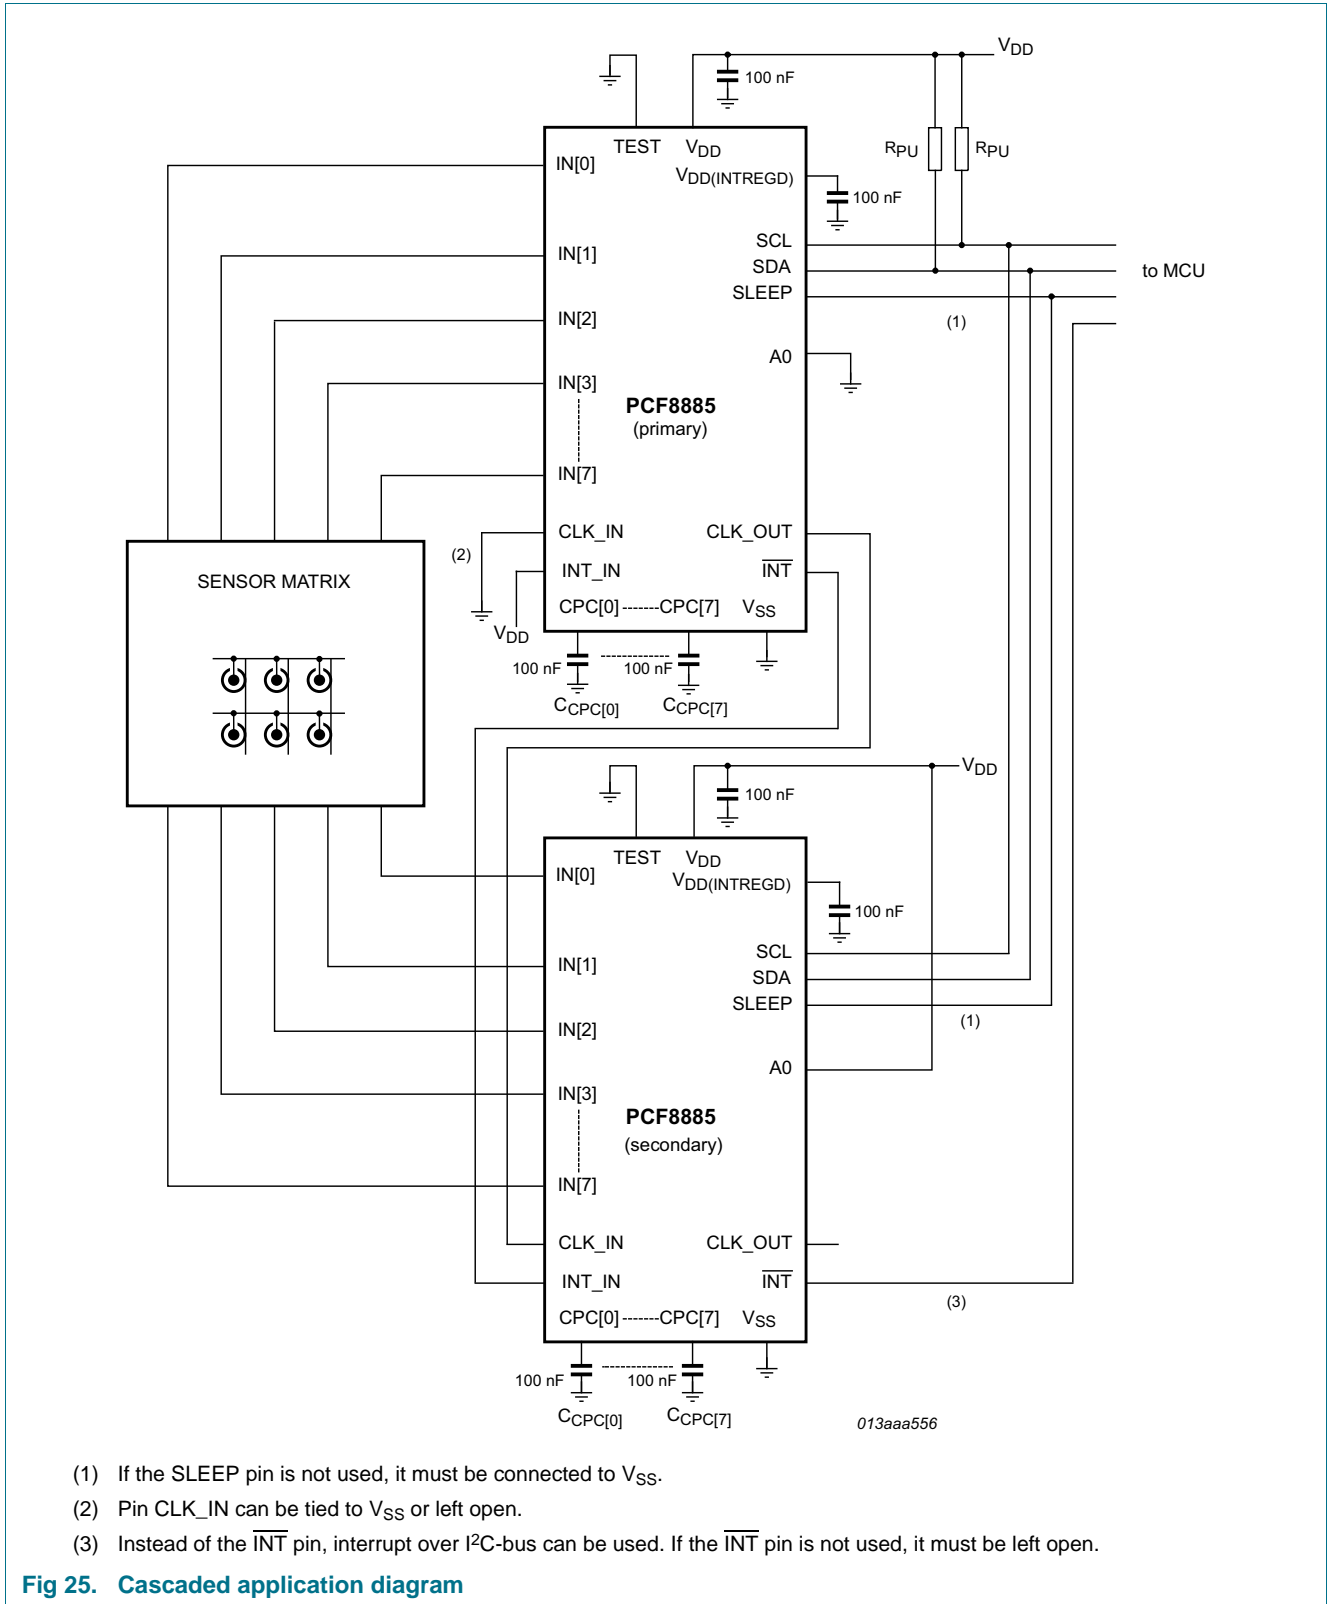 VDD
100 nF
TEST VDD
RPU RPU
IN[0]
VDD(INTREGD)
100 nF
SCL
IN[1]
SDA
to MCU
SLEEP
IN[2]
(1)
A0
IN[3]
PCF8885
(primary)
IN[7]
CLK_IN CLK_OUT
(2)
INT_IN INT
SENSOR MATRIX
CPC[0] -------CPC[7] VSS
VDD
100 nF 100 nF
CCPC[0] CCPC[7]
VDD
100 nF
TEST VDD
IN[0]
VDD(INTREGD)
100 nF
SCL
IN[1]
SDA
SLEEP
(1)
IN[2]
A0
IN[3]
PCF8885
(secondary)
IN[7]
CLK_IN CLK_OUT
INT_IN INT
(3)
CPC[0] -------CPC[7] VSS
100 nF 100 nF
CCPC[0] CCPC[7]
013aaa556
(1) If the SLEEP pin is not used, it must be connected to VSS.
(2) Pin CLK_IN can be tied to VSS or left open.
(3) Instead of the INT pin, interrupt over I2C-bus can be used. If the INT pin is not used, it must be left open.
Fig 25. Cascaded application diagram